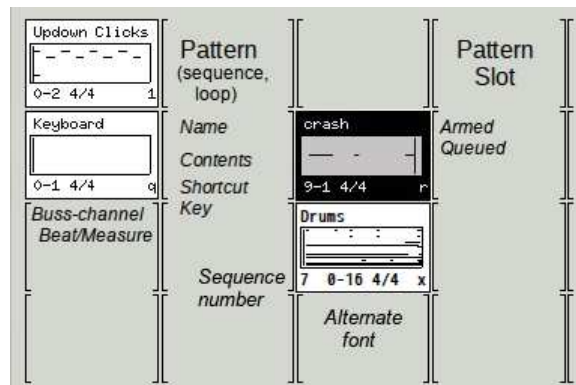 Updown Clicks
0-2 4/4 1
Pattern
(sequence,
loop)
Pattern
Slot
Keyboard
0-1 4/4 q
Name
Contents
Shortcut
Key
crash
9-1 4/4 r
Armed
Queued
Buss-channel
Beat/Measure
Sequence
number
Drums
7 0-16 4/4 x
Alternate
font